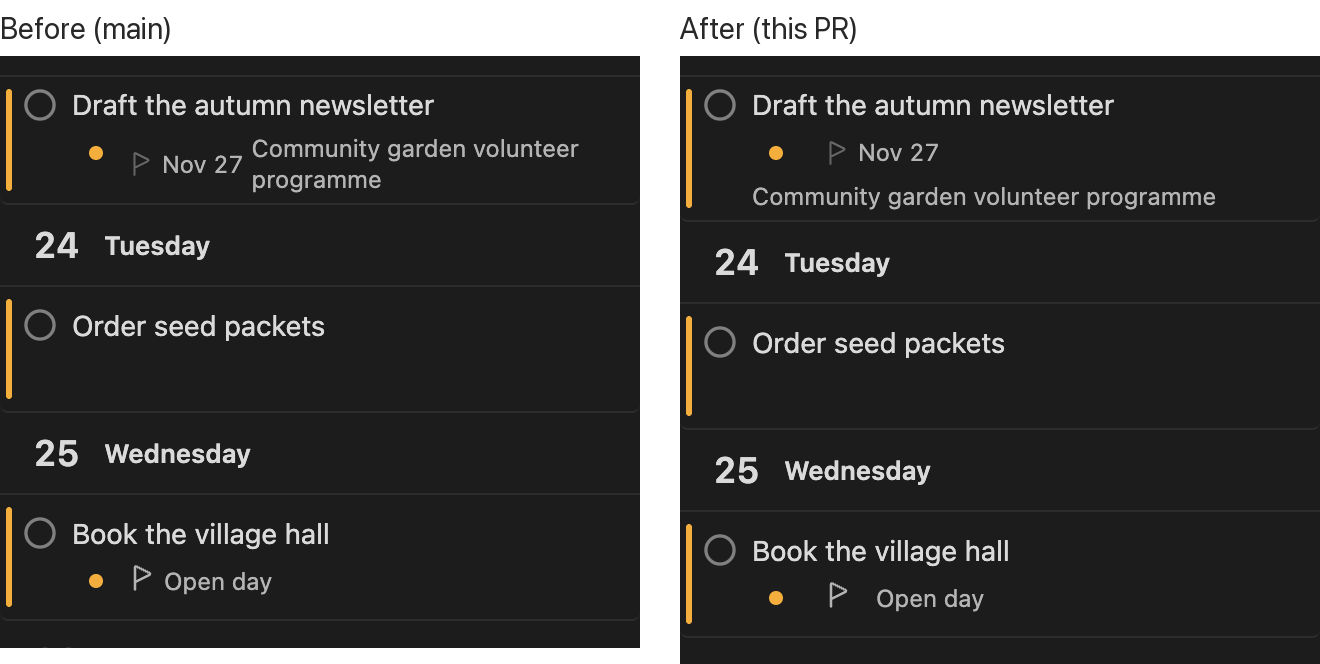 Before (main)
Draft the autumn newsletter
Nov 27
Community garden volunteer
programme
24 Tuesday
Order seed packets
25 Wednesday
Book the village hall
Open day
After (this PR)
Draft the autumn newsletter
Nov 27
Community garden volunteer programme
24 Tuesday
Order seed packets
25 Wednesday
Book the village hall
Open day